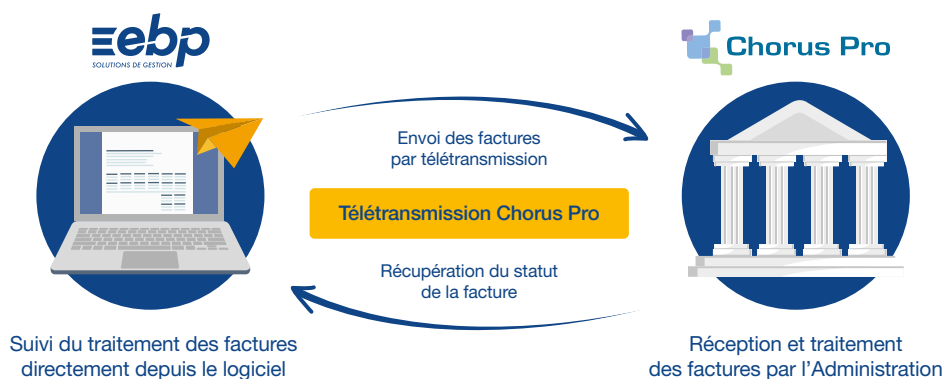 ebp
SOLUTIONS DE GESTION
Chorus Pro
Envoi des factures
par télétransmission
Télétransmission Chorus Pro
Récupération du statut
de la facture
Suivi du traitement des factures
directement depuis le logiciel
Réception et traitement
des factures par l'Administration